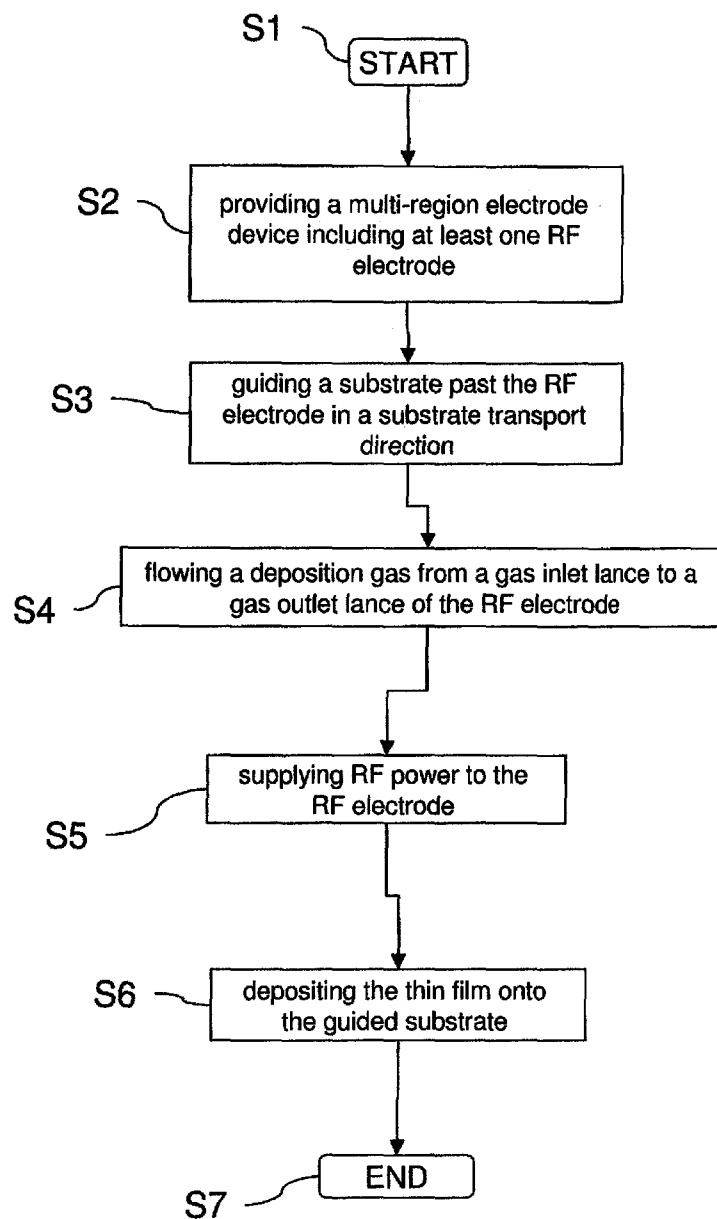 S1
START
S2
providing a multi-region electrode
device including at least one RF
electrode
S3
guiding a substrate past the RF
electrode in a substrate transport
direction
S4
flowing a deposition gas from a gas inlet lance to a
gas outlet lance of the RF electrode
S5
supplying RF power to the
RF electrode
S6
depositing the thin film onto
the guided substrate
S7
END